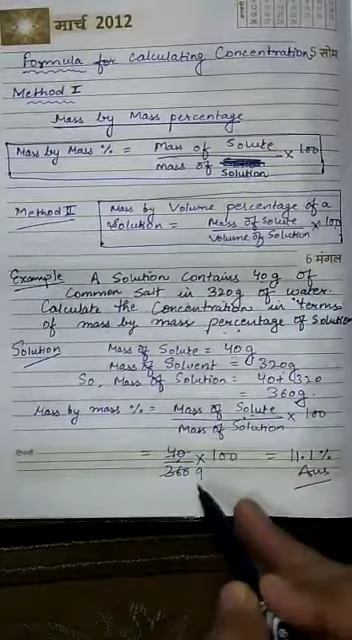 मार्च 2012
Formula for Calculating Concentration
5 सोम
Method I
Mass by Mass percentage
Mass by Mass % = Mass of Solute
Mass of Solution × 100
Method II
Mass by Volume percentage of a
Solution = Mass of Solute
Volume of Solution × 100
6 मंगल
Example A Solution contains 40g of
Common Salt in 320g of water.
Calculate the Concentration in terms
of mass by mass percentage of Solution
Solution Mass of Solute = 40g
Mass of Solvent = 320g
So, Mass of Solution = 40+320
= 360g.
Mass by mass % = Mass of Solute
Mass of Solution × 100
= 40
360 × 100 = 11.1%
Ans